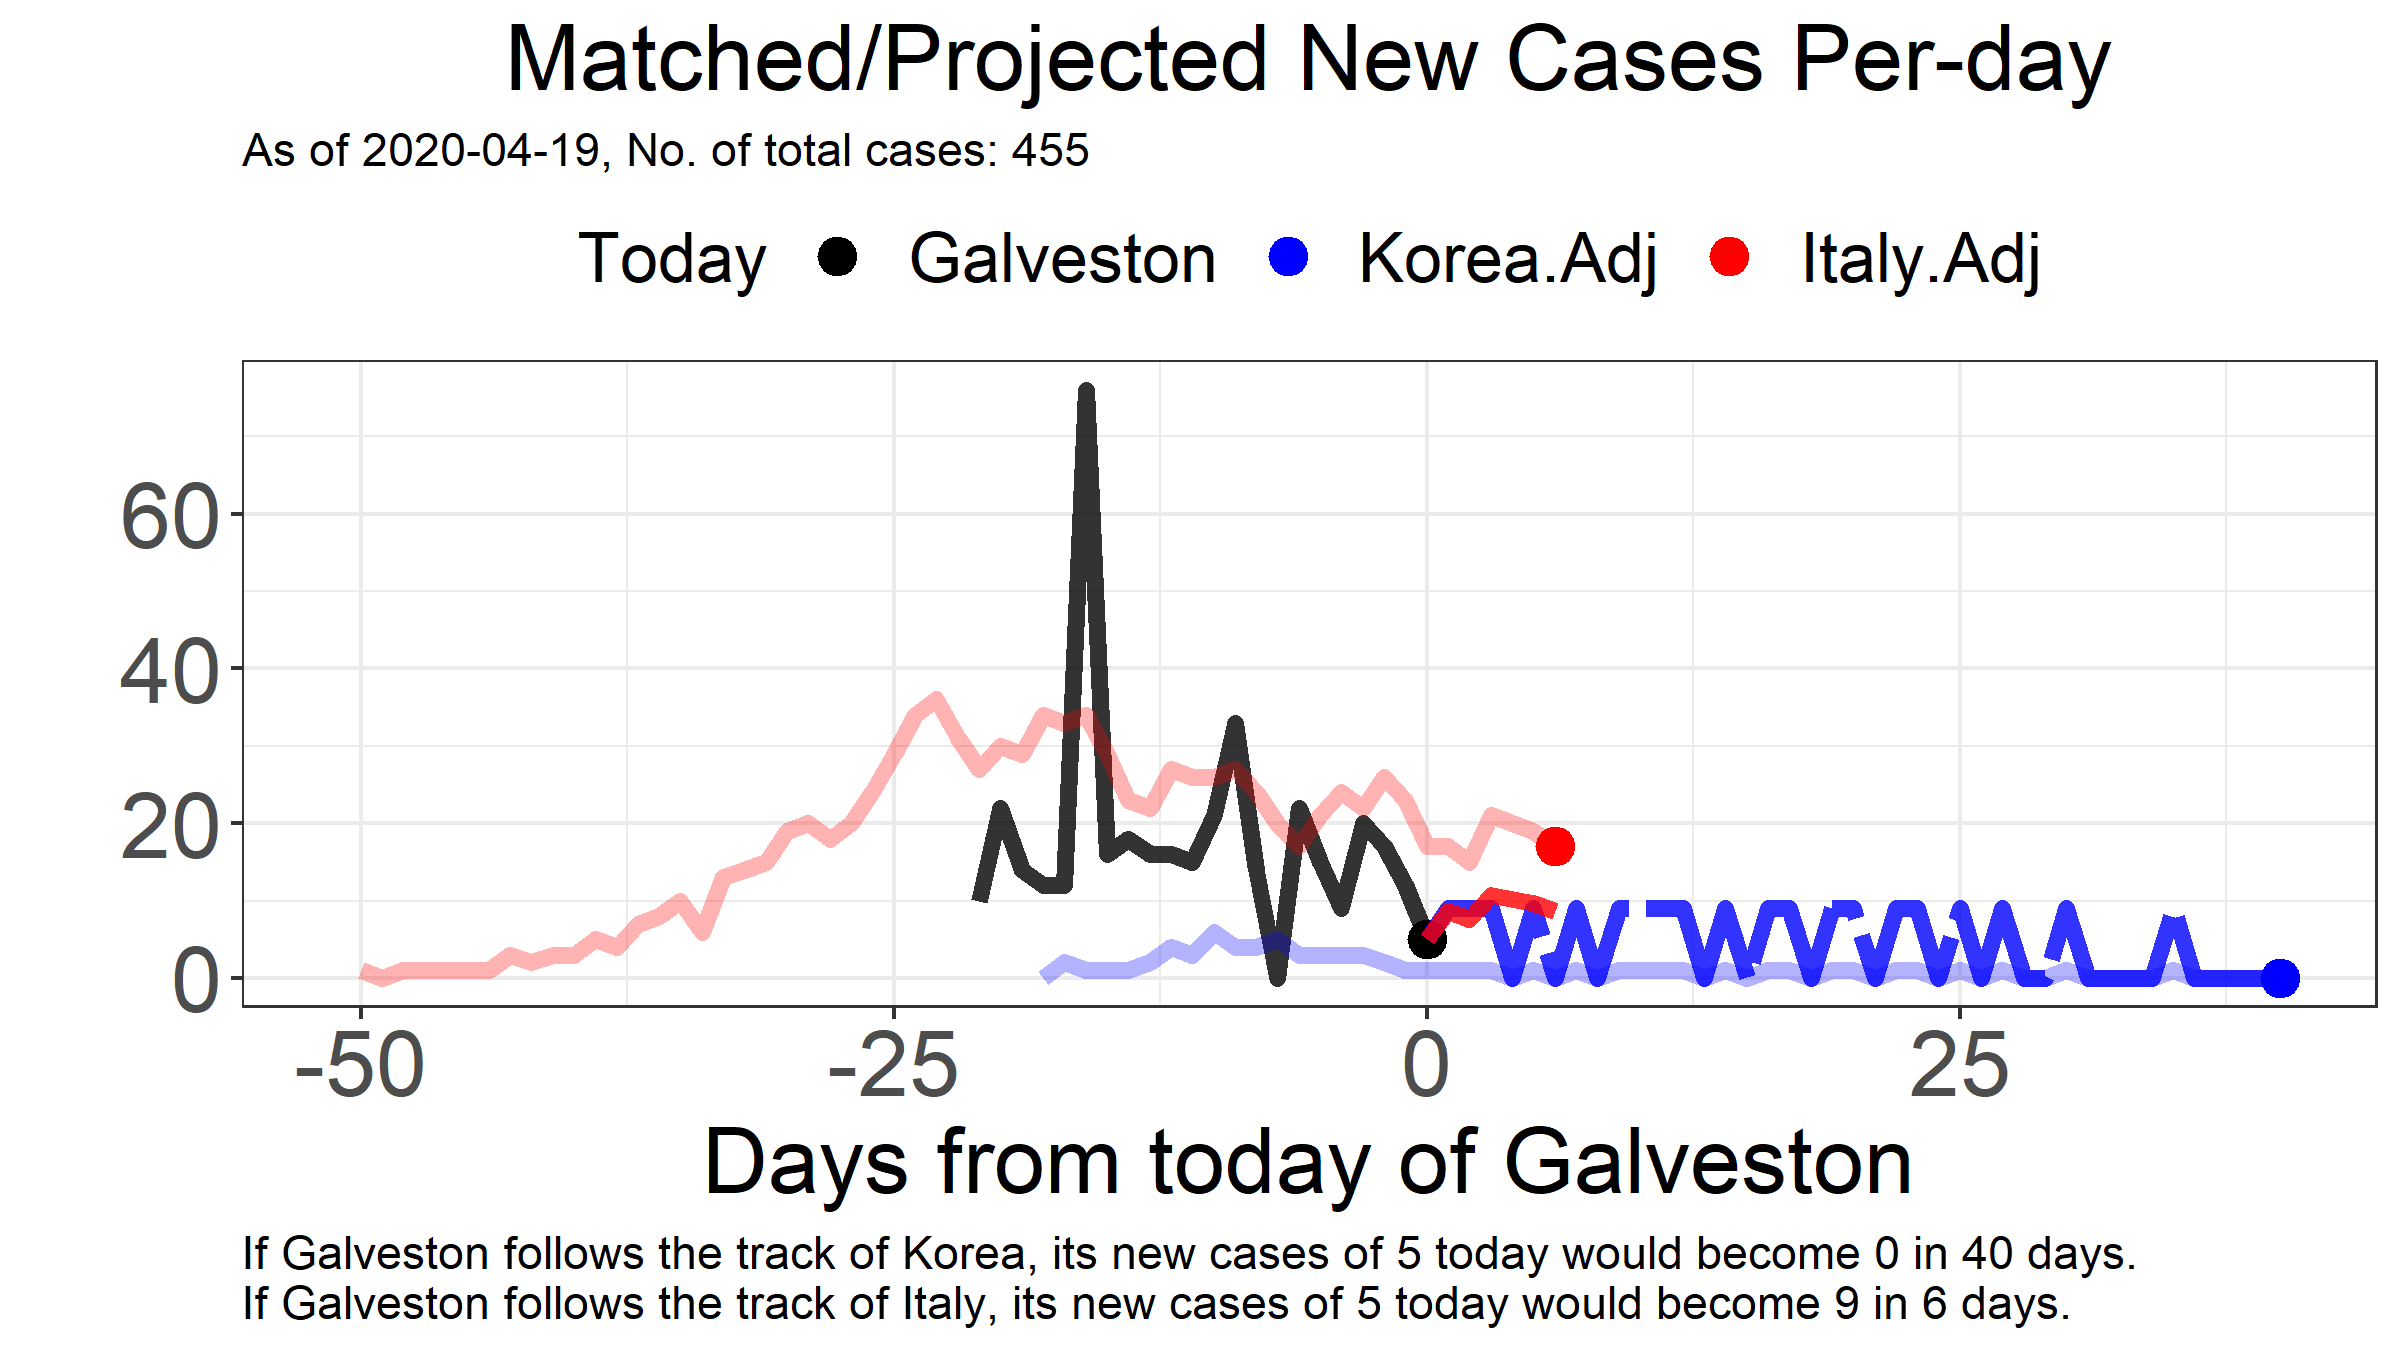 Matched/Projected New Cases Per-day
As of 2020-04-19, No. of total cases: 455
Today Galveston Korea.Adj Italy.Adj
60
40
20
0
-50 -25 0 25
Days from today of Galveston
If Galveston follows the track of Korea, its new cases of 5 today would become 0 in 40 days.
If Galveston follows the track of Italy, its new cases of 5 today would become 9 in 6 days.